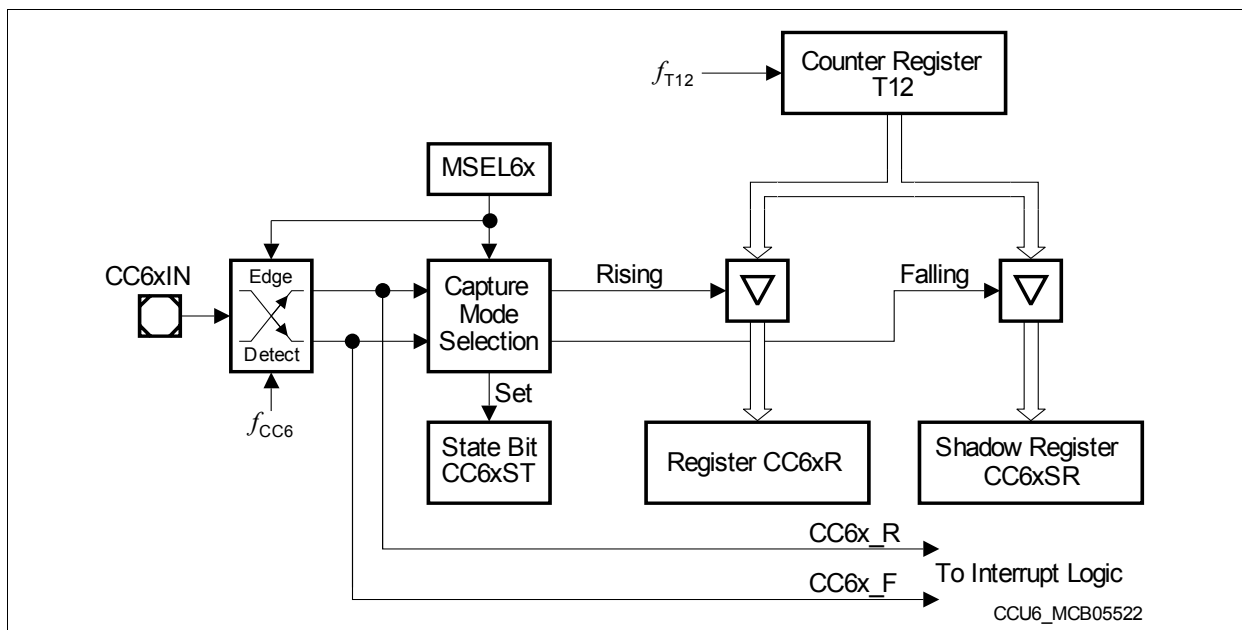 Counter Register
T12
fT12
MSEL6x
CC6xIN
Edge
Detect
Capture
Mode
Selection
Rising
Falling
fCC6
Set
State Bit
CC6xST
Register CC6xR
Shadow Register
CC6xSR
CC6x_R
CC6x_F
To Interrupt Logic
CCU6_MCB05522